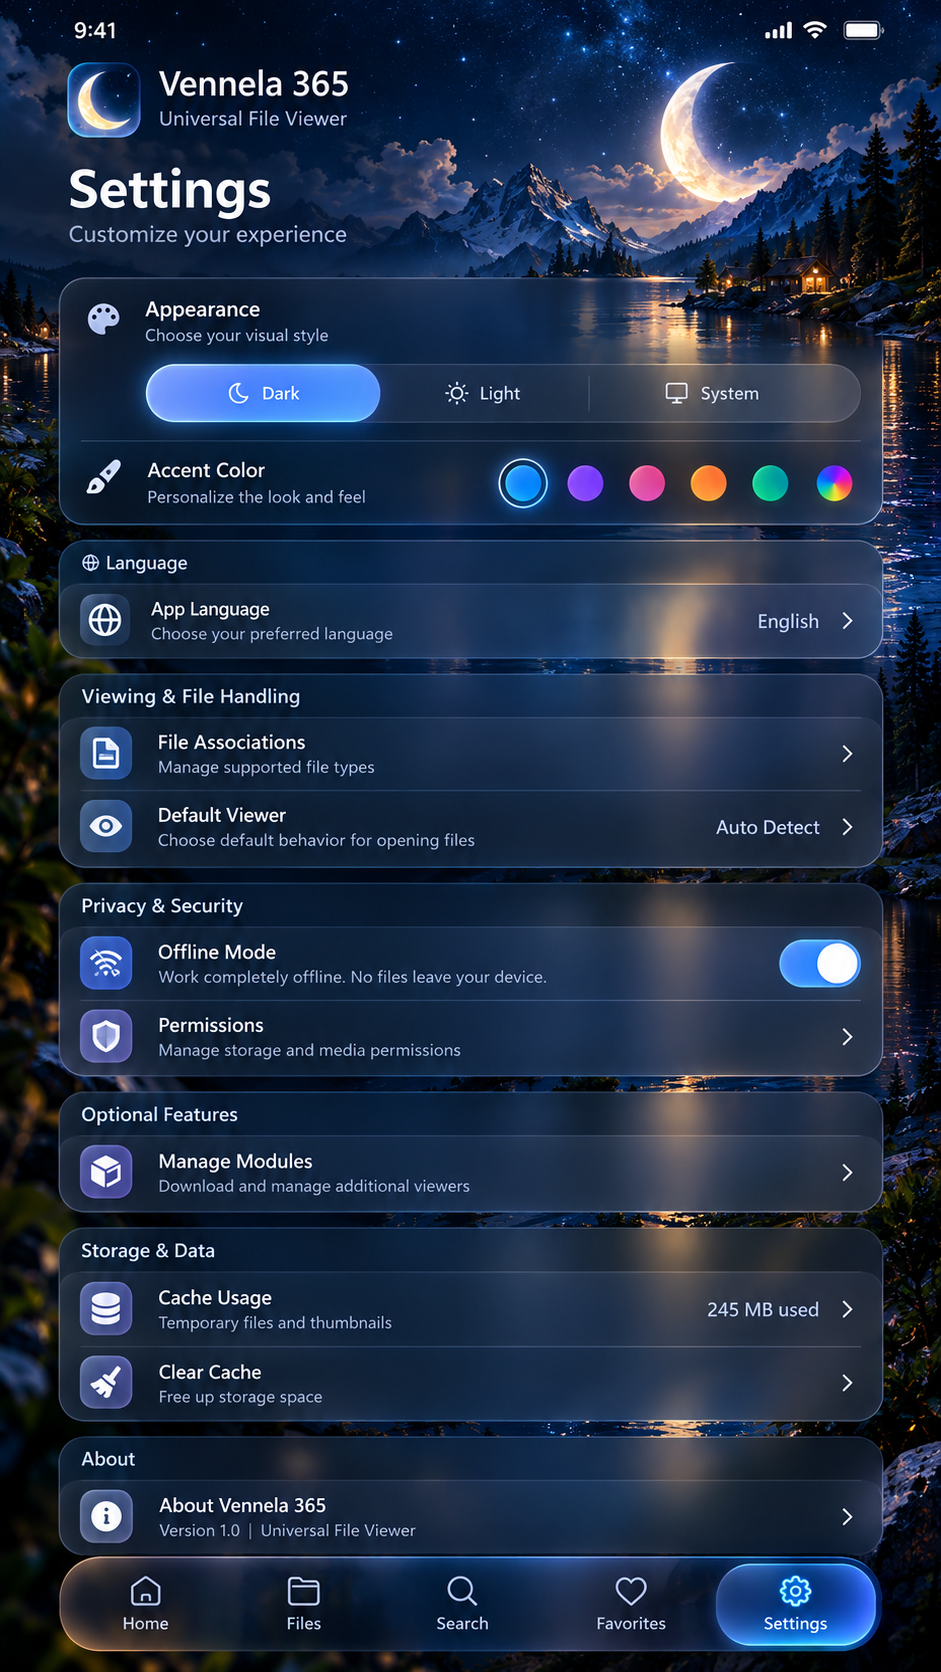 9:41
Vennela 365
Universal File Viewer
Settings
Customize your experience
Appearance
Choose your visual style
Dark
Light
System
Accent Color
Personalize the look and feel
Language
App Language
Choose your preferred language
English
Viewing & File Handling
File Associations
Manage supported file types
Default Viewer
Choose default behavior for opening files
Auto Detect
Privacy & Security
Offline Mode
Work completely offline. No files leave your device.
Permissions
Manage storage and media permissions
Optional Features
Manage Modules
Download and manage additional viewers
Storage & Data
Cache Usage
Temporary files and thumbnails
245 MB used
Clear Cache
Free up storage space
About
About Vennela 365
Version 1.0 | Universal File Viewer
Home
Files
Search
Favorites
Settings